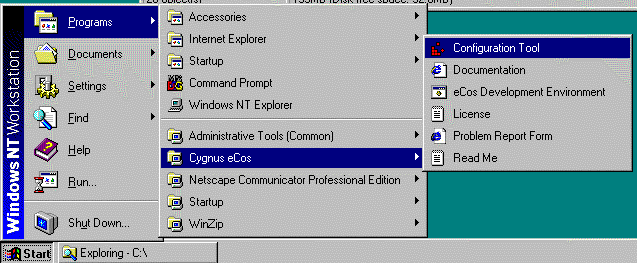 Windows NT Workstation
Programs
Documents
Settings
Find
Help
Run...
Shut Down...
Accessories
Internet Explorer
Startup
Command Prompt
Windows NT Explorer
Administrative Tools (Common)
Cygnus eCos
Netscape Communicator Professional Edition
Startup
WinZip
Configuration Tool
Documentation
eCos Development Environment
License
Problem Report Form
Read Me
Start
Exploring - C:\